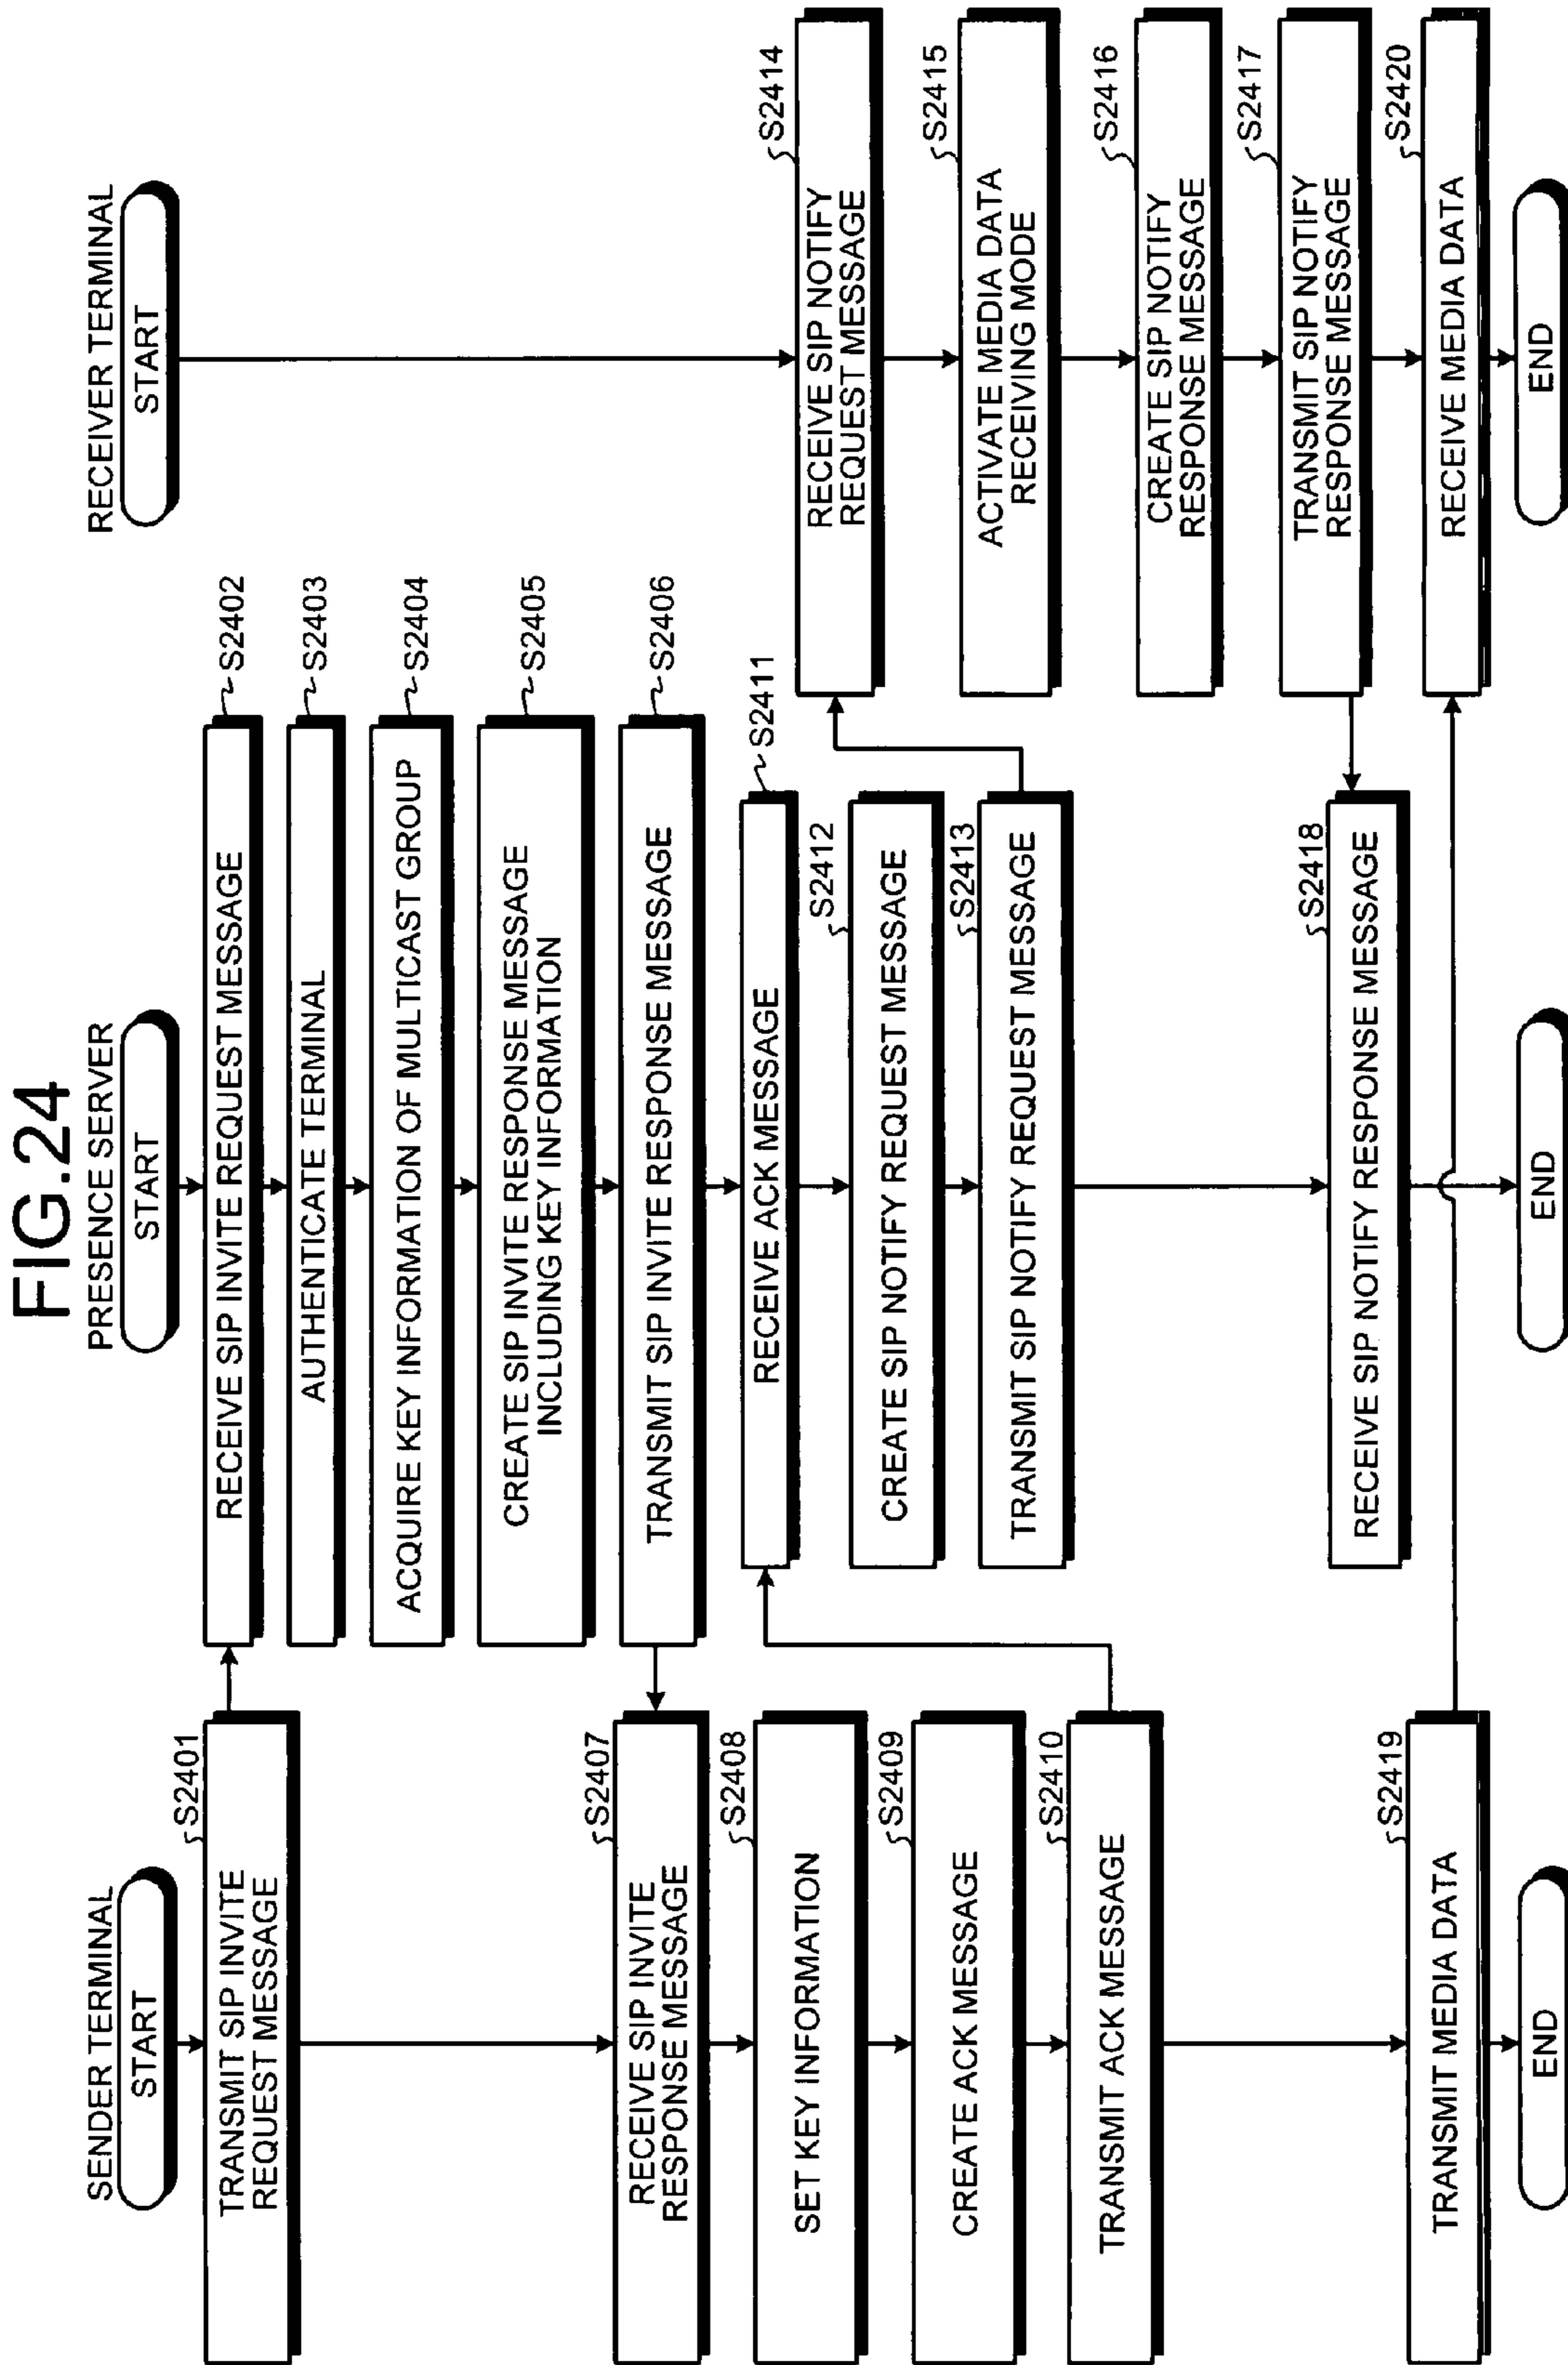 FIG.24
SENDER TERMINAL
START
S2401
TRANSMIT SIP INVITE
REQUEST MESSAGE
S2407
RECEIVE SIP INVITE
RESPONSE MESSAGE
S2408
SET KEY INFORMATION
S2409
CREATE ACK MESSAGE
S2410
TRANSMIT ACK MESSAGE
S2419
TRANSMIT MEDIA DATA
END
PRESENCE SERVER
START
S2402
RECEIVE SIP INVITE REQUEST MESSAGE
S2403
AUTHENTICATE TERMINAL
S2404
ACQUIRE KEY INFORMATION OF MULTICAST GROUP
S2405
CREATE SIP INVITE RESPONSE MESSAGE
INCLUDING KEY INFORMATION
S2406
TRANSMIT SIP INVITE RESPONSE MESSAGE
S2411
RECEIVE ACK MESSAGE
S2412
CREATE SIP NOTIFY REQUEST MESSAGE
S2413
TRANSMIT SIP NOTIFY REQUEST MESSAGE
S2418
RECEIVE SIP NOTIFY RESPONSE MESSAGE
END
RECEIVER TERMINAL
START
S2414
RECEIVE SIP NOTIFY
REQUEST MESSAGE
S2415
ACTIVATE MEDIA DATA
RECEIVING MODE
S2416
CREATE SIP NOTIFY
RESPONSE MESSAGE
S2417
TRANSMIT SIP NOTIFY
RESPONSE MESSAGE
S2420
RECEIVE MEDIA DATA
END